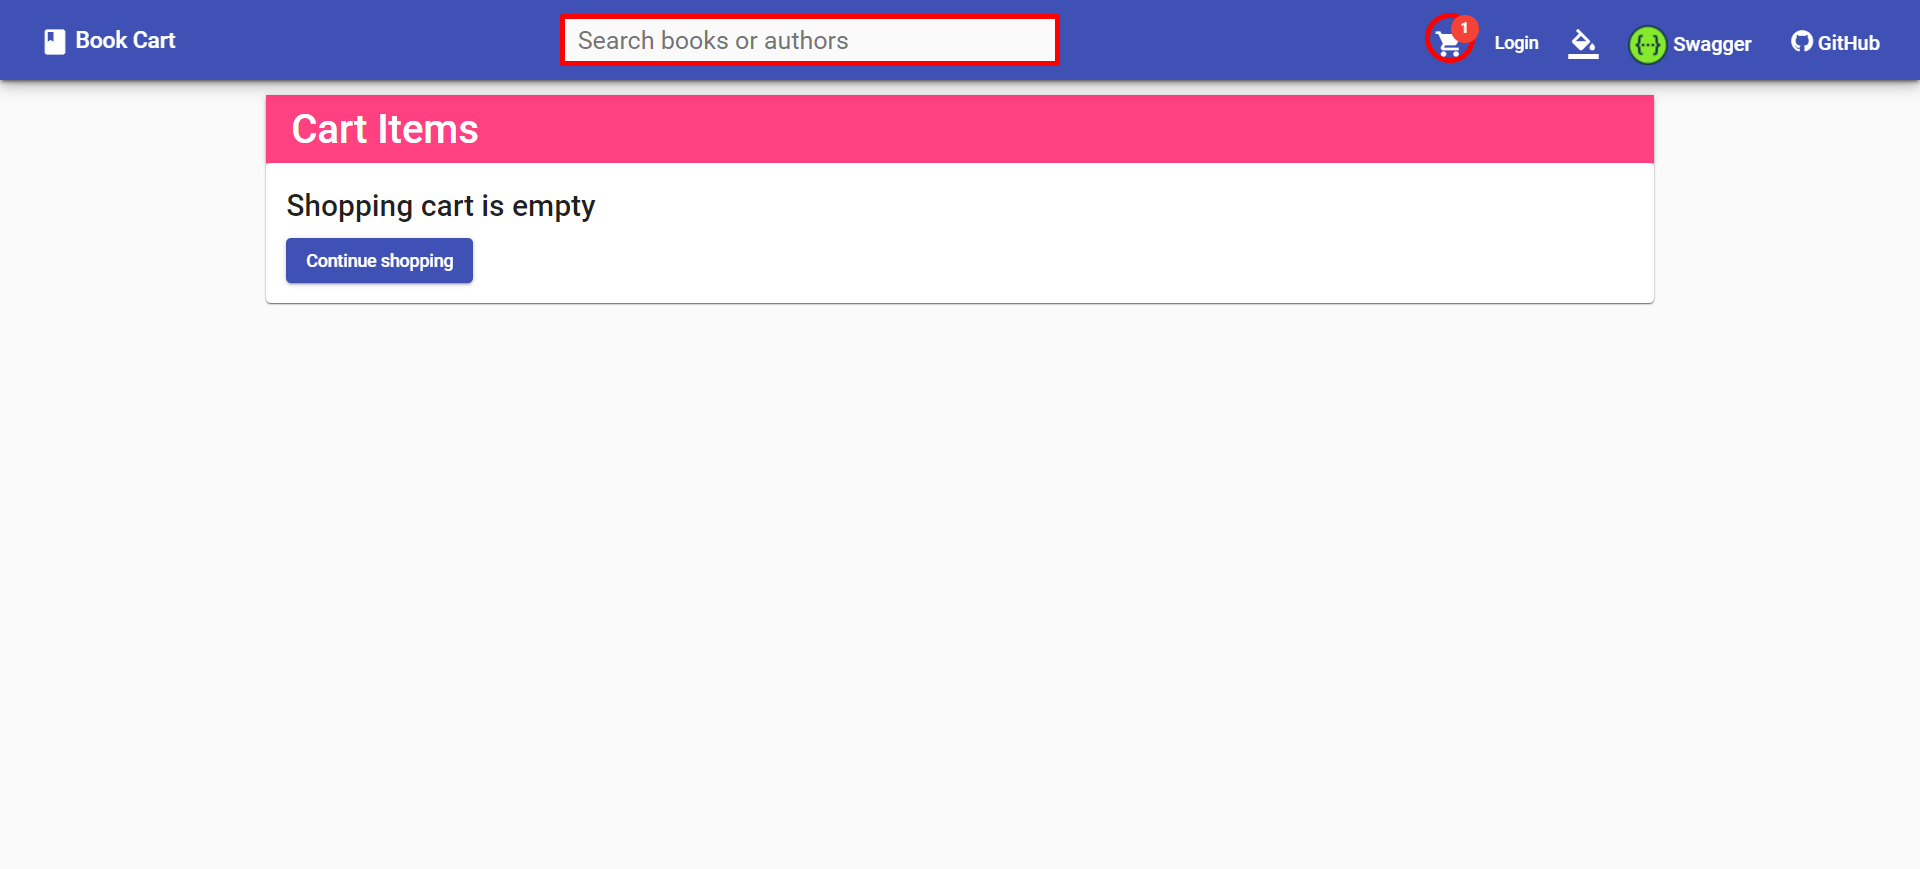 Book Cart
Search books or authors
1
Login
Swagger
GitHub
Cart Items
Shopping cart is empty
Continue shopping